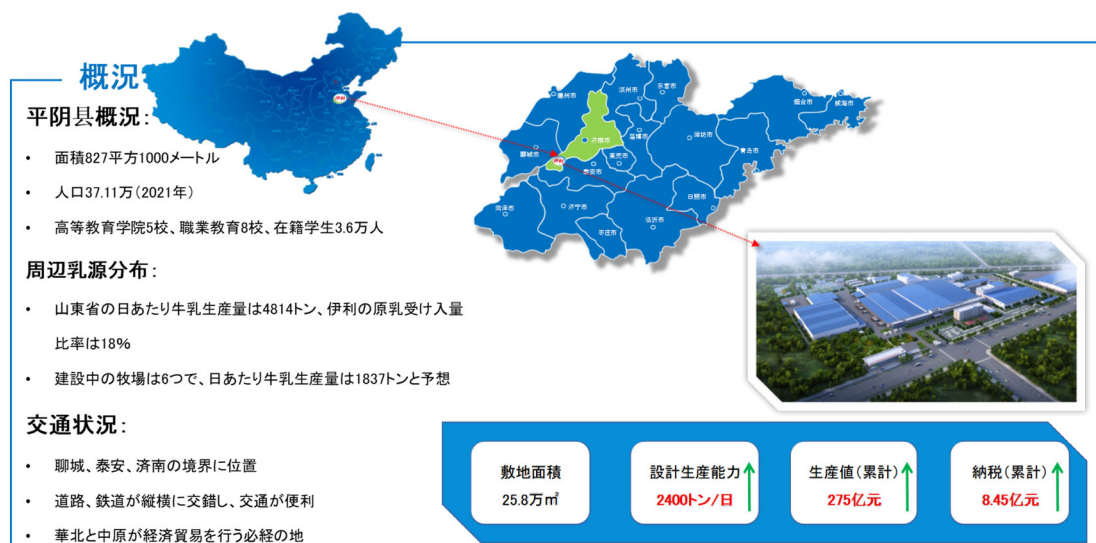 概況
平阴县概況：
• 面積827平方1000メートル
• 人口37.11万（2021年）
• 高等教育学院5校、職業教育8校、在籍学生3.6万人
周辺乳源分布：
• 山東省の日あたり牛乳生産量は4814トン、伊利の原乳受け入量
比率は18%
• 建設中の牧場は6つで、日あたり牛乳生産量は1837トンと予想
交通状況：
• 聊城、泰安、済南の境界に位置
• 道路、鉄道が縦横に交錯し、交通が便利
• 華北と中原が経済貿易を行う必経の地
伊利
德州市
滨州市
东营市
烟台市
威海市
济南市
淄博市
潍坊市
青岛市
聊城市
伊利
莱芜市
泰安市
日照市
菏泽市
济宁市
临沂市
枣庄市
敷地面積
25.8万㎡
設計生産能力
2400トン/日
生産値（累計）
275亿元
納税（累計）
8.45亿元